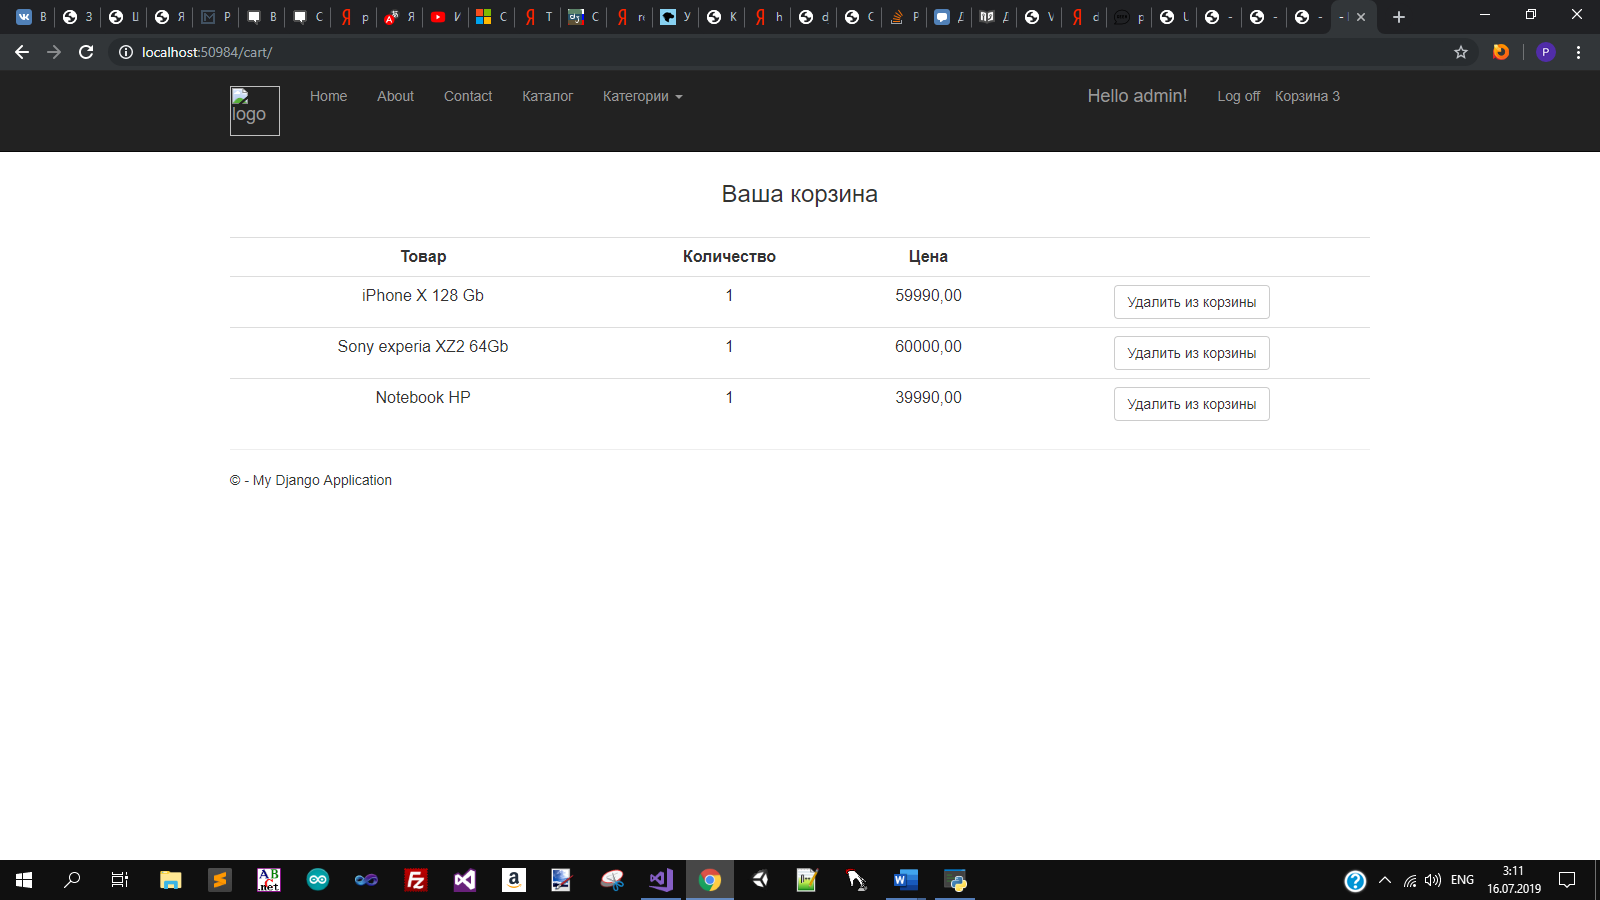 localhost:50984/cart/
logo
Home About Contact Каталог Категории Hello admin! Log off Корзина 3
Ваша корзина
Товар Количество Цена
iPhone X 128 Gb 1 59990,00 Удалить из корзины
Sony experia XZ2 64Gb 1 60000,00 Удалить из корзины
Notebook HP 1 39990,00 Удалить из корзины
© - My Django Application
ENG
3:11
16.07.2019